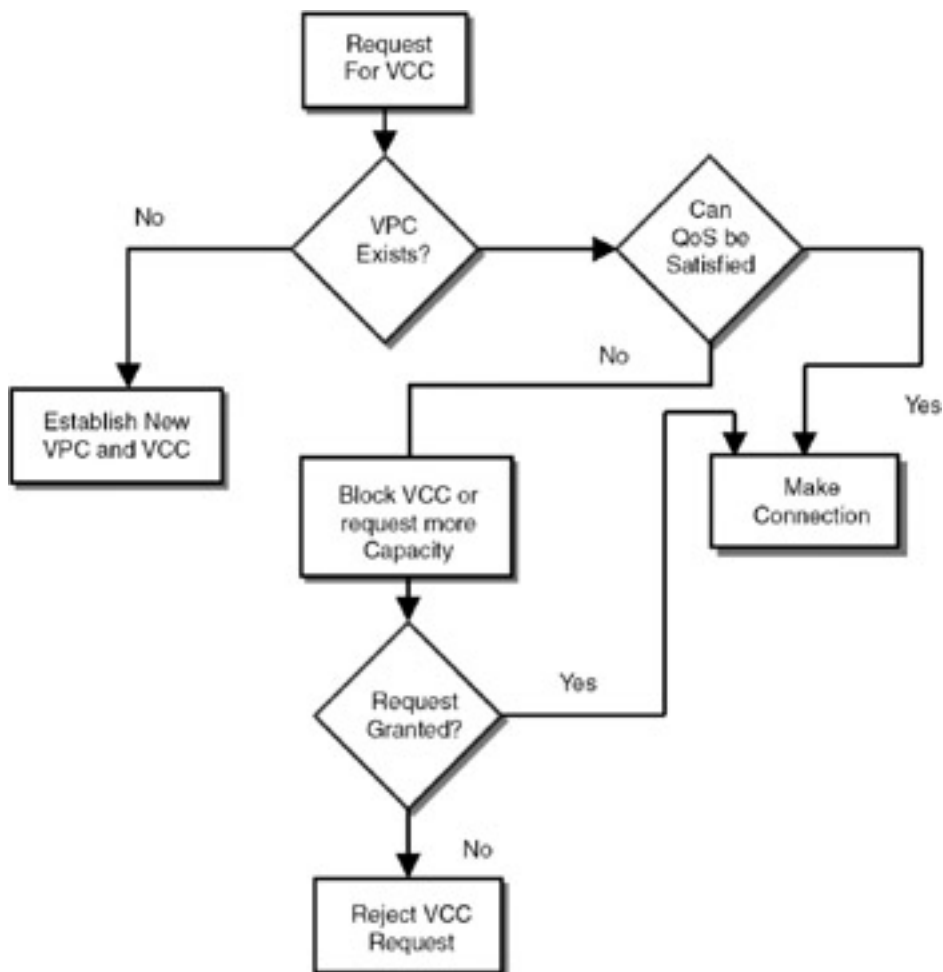 Request
For VCC
No
VPC
Exists?
Can
QoS be
Satisfied
No
Yes
Establish New
VPC and VCC
Block VCC or
request more
Capacity
Make
Connection
Request
Granted?
Yes
No
Reject VCC
Request